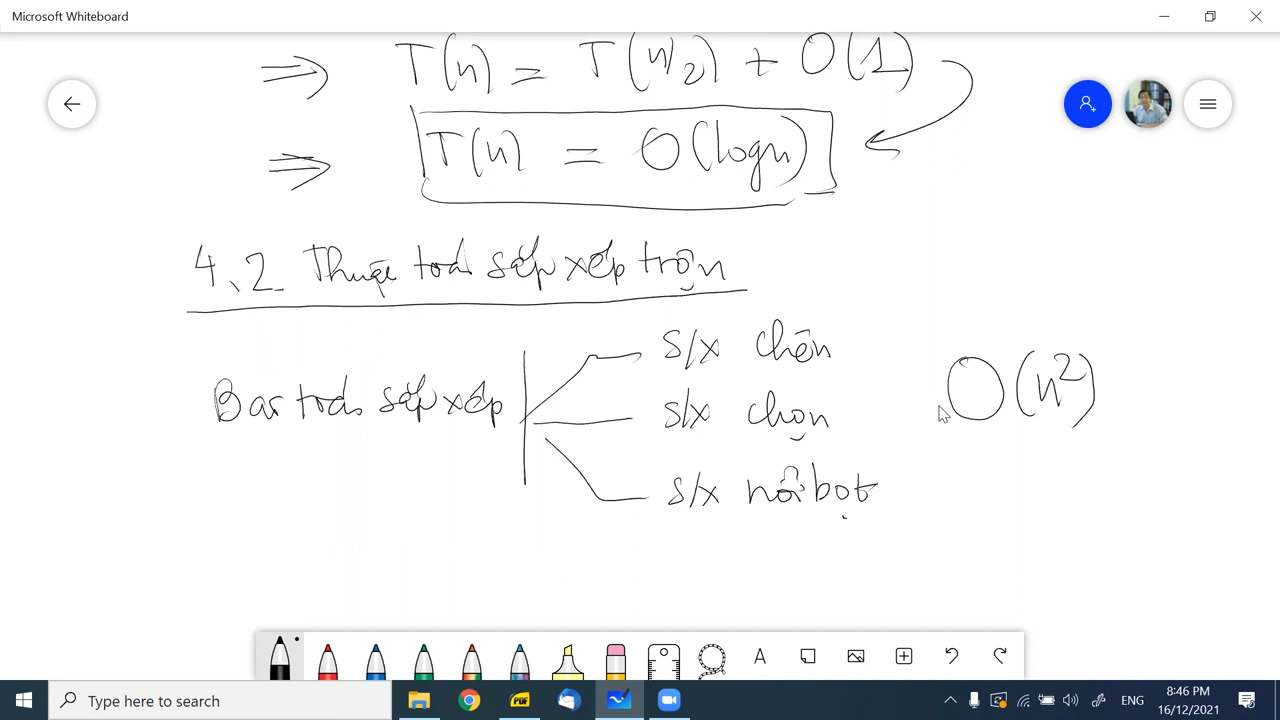 Microsoft Whiteboard
⇒ T(n) = T(n/2) + O(1)
⇒ T(n) = O(logn)
4.2 Thuật toán sắp xếp trộn
Bài toán sắp xếp
s/x chèn
s/x chọn
s/x nổi bọt
O(n²)
Type here to search
PDF
ENG
8:46 PM
16/12/2021